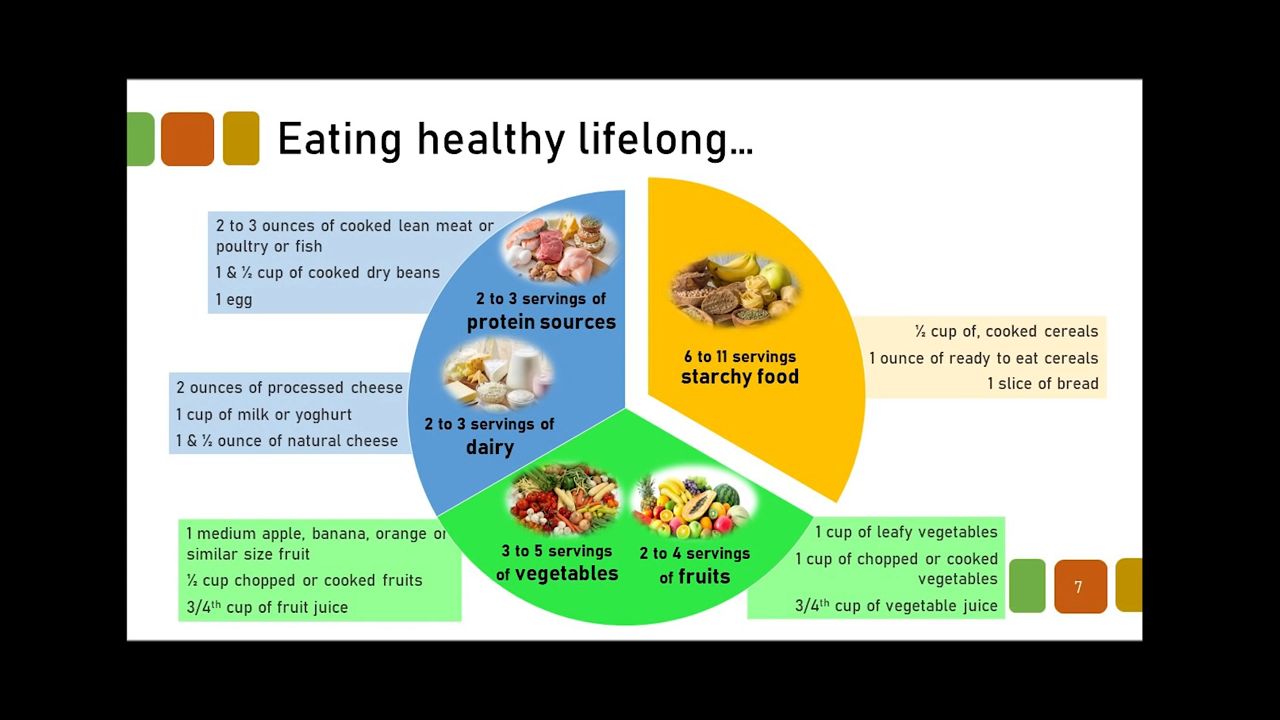 Eating healthy lifelong...
2 to 3 ounces of cooked lean meat or
poultry or fish
1 & ½ cup of cooked dry beans
1 egg
2 to 3 servings of
protein sources
6 to 11 servings
starchy food
½ cup of, cooked cereals
1 ounce of ready to eat cereals
1 slice of bread
2 ounces of processed cheese
1 cup of milk or yoghurt
1 & ½ ounce of natural cheese
2 to 3 servings of
dairy
1 medium apple, banana, orange or
similar size fruit
½ cup chopped or cooked fruits
3/4th cup of fruit juice
3 to 5 servings
of vegetables
2 to 4 servings
of fruits
1 cup of leafy vegetables
1 cup of chopped or cooked
vegetables
3/4th cup of vegetable juice
7